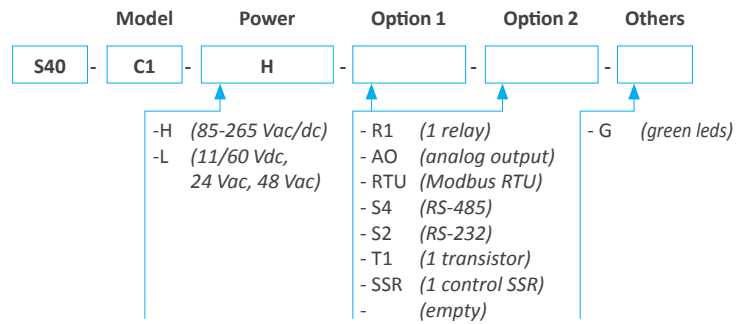 Model Power Option 1 Option 2 Others
S40 - C1 - H - - -
-H (85-265 Vac/dc)
-L (11/60 Vdc,
24 Vac, 48 Vac)
- R1 (1 relay)
- AO (analog output)
- RTU (Modbus RTU)
- S4 (RS-485)
- S2 (RS-232)
- T1 (1 transistor)
- SSR (1 control SSR)
- (empty)
- G (green leds)